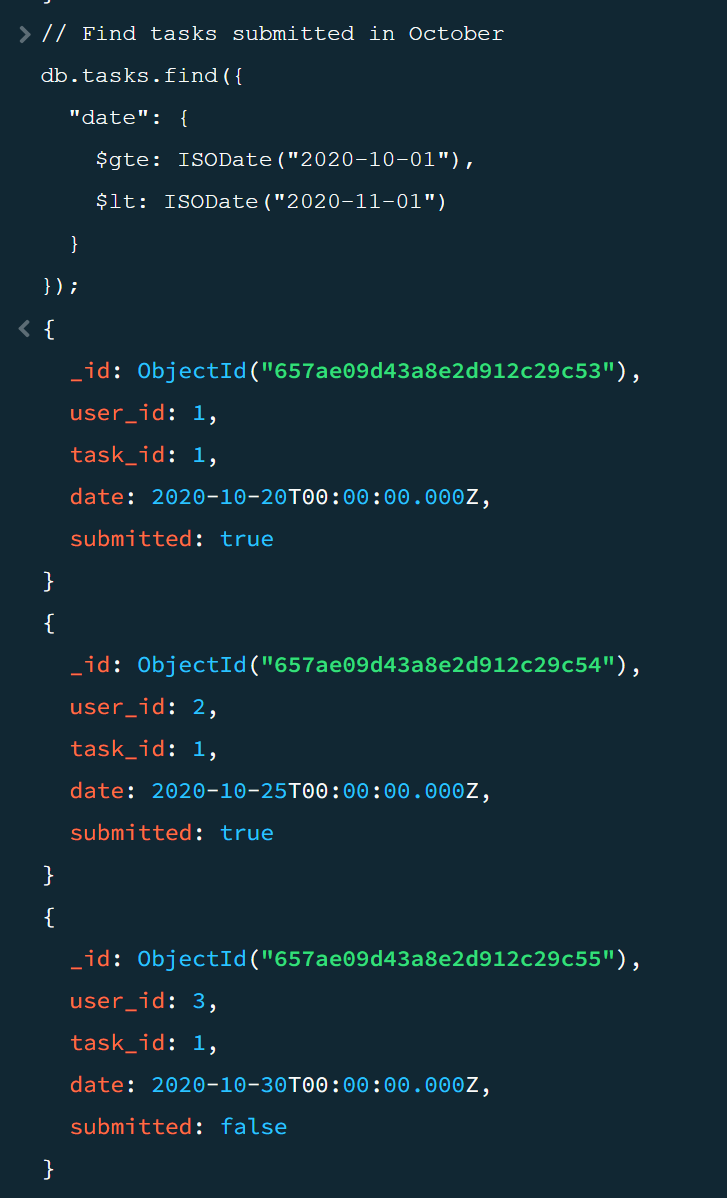 // Find tasks submitted in October
db.tasks.find({
"date": {
$gte: ISODate("2020-10-01"),
$lt: ISODate("2020-11-01")
}
});
{
_id: ObjectId("657ae09d43a8e2d912c29c53"),
user_id: 1,
task_id: 1,
date: 2020-10-20T00:00:00.000Z,
submitted: true
}
{
_id: ObjectId("657ae09d43a8e2d912c29c54"),
user_id: 2,
task_id: 1,
date: 2020-10-25T00:00:00.000Z,
submitted: true
}
{
_id: ObjectId("657ae09d43a8e2d912c29c55"),
user_id: 3,
task_id: 1,
date: 2020-10-30T00:00:00.000Z,
submitted: false
}